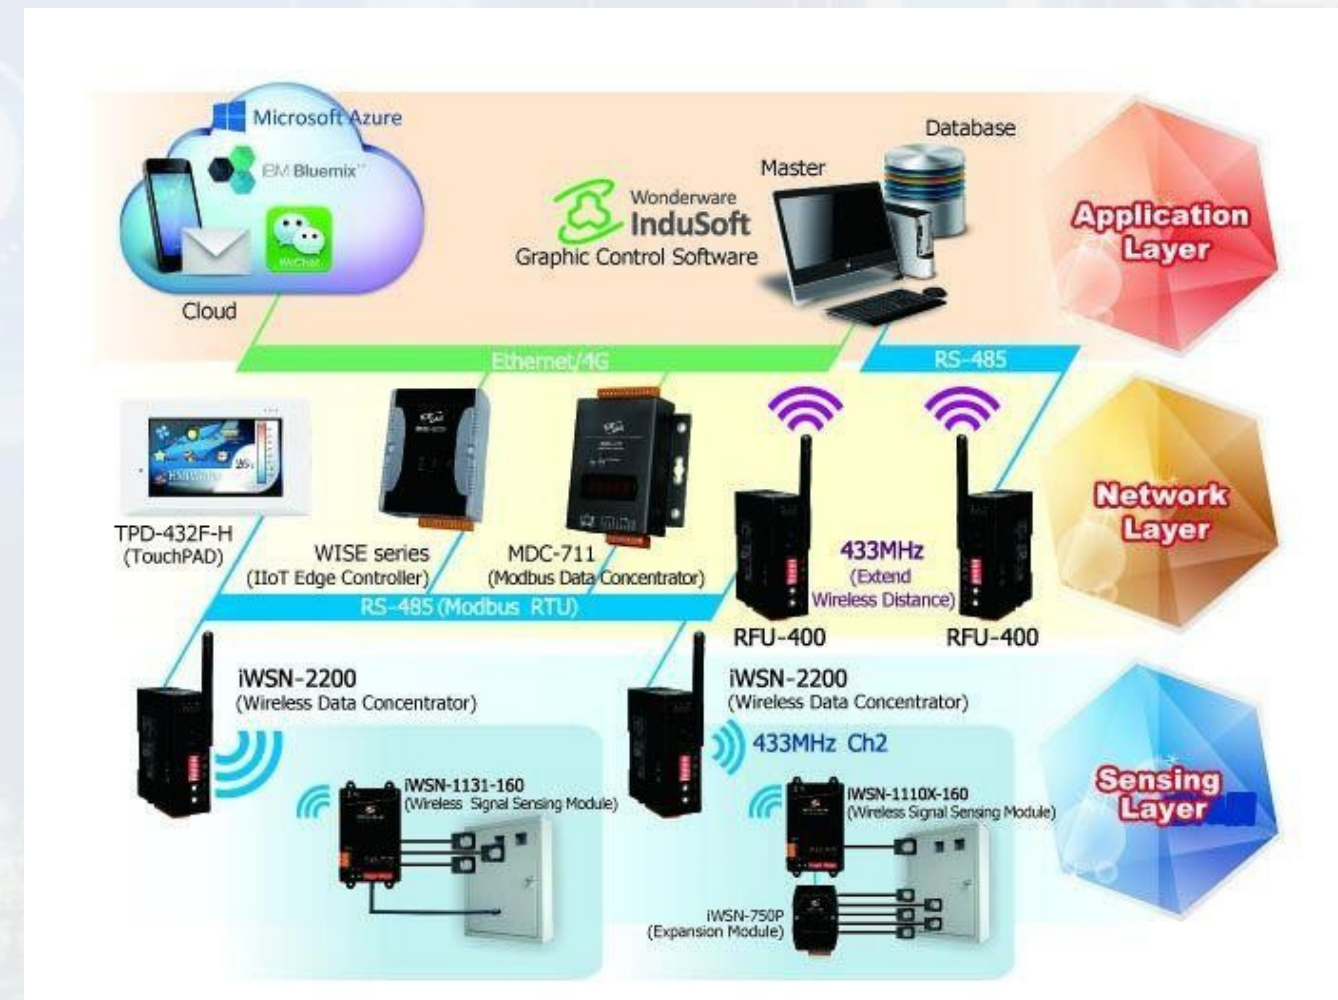 Microsoft Azure
IBM Bluemix
WeChat
Cloud
Wonderware
InduSoft
Graphic Control Software
Master
Database
Application
Layer
Ethernet/4G
RS-485
TPD-432F-H
(TouchPAD)
WISE series
(IIoT Edge Controller)
MDC-711
(Modbus Data Concentrator)
433MHz
(Extend
Wireless Distance)
RFU-400
RFU-400
Network
Layer
RS-485 (Modbus RTU)
iWSN-2200
(Wireless Data Concentrator)
iWSN-2200
(Wireless Data Concentrator)
433MHz Ch2
iWSN-1131-160
(Wireless Signal Sensing Module)
iWSN-1110X-160
(Wireless Signal Sensing Module)
iWSN-750P
(Expansion Module)
Sensing
Layer